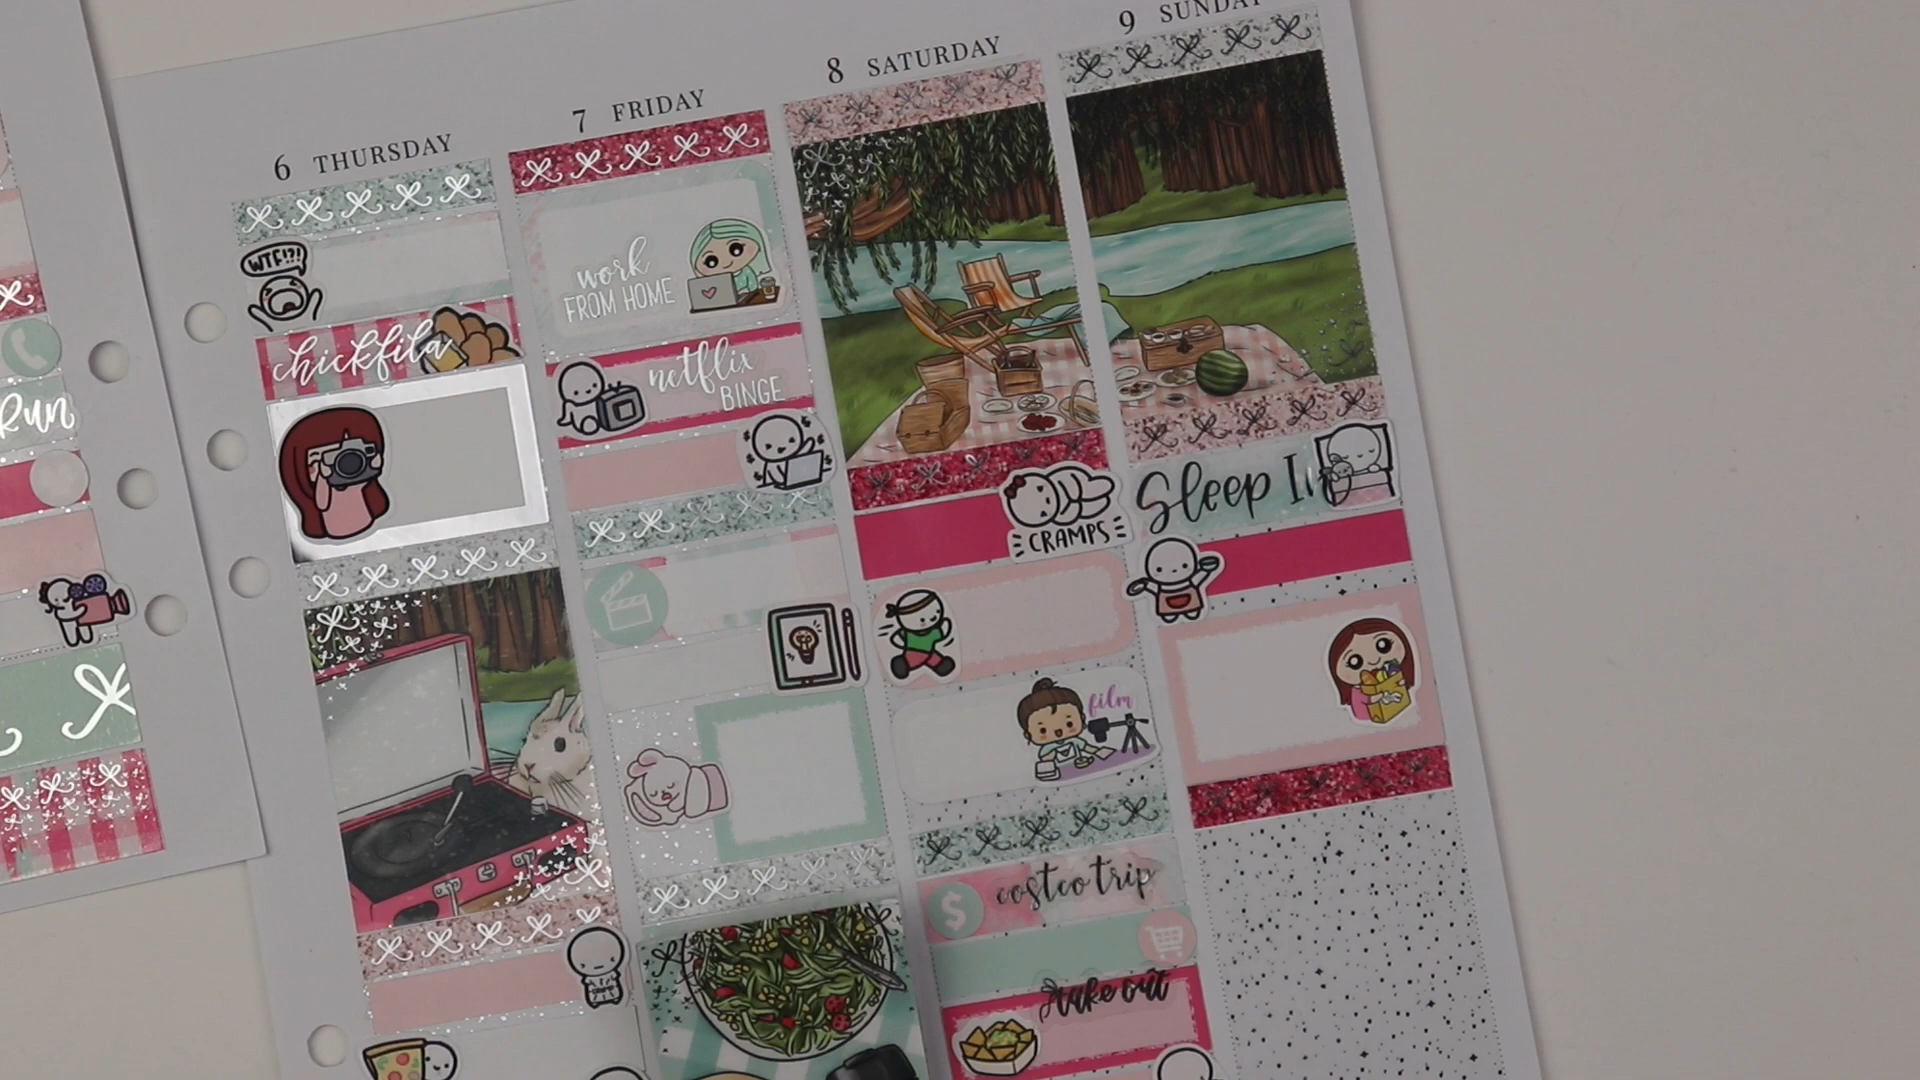 6 THURSDAY
7 FRIDAY
8 SATURDAY
9 SUNDAY
WTF!?!
chickfila
Run
work
FROM HOME
netflix
BINGE
CRAMPS
film
costco trip
$
take out
Sleep In